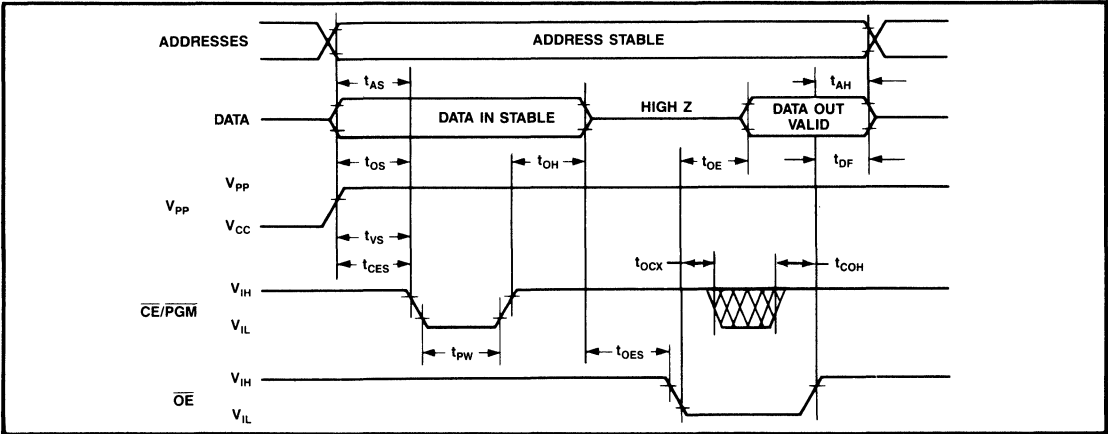 ADDRESSES
ADDRESS STABLE
tAS
tAH
DATA
DATA IN STABLE
HIGH Z
DATA OUT
VALID
tOS
tOH
tOE
tDF
VPP
VPP
VCC
tVS
tCES
tOCX
tCOH
VIH
CE/PGM
VIL
tPW
tOES
VIH
OE
VIL